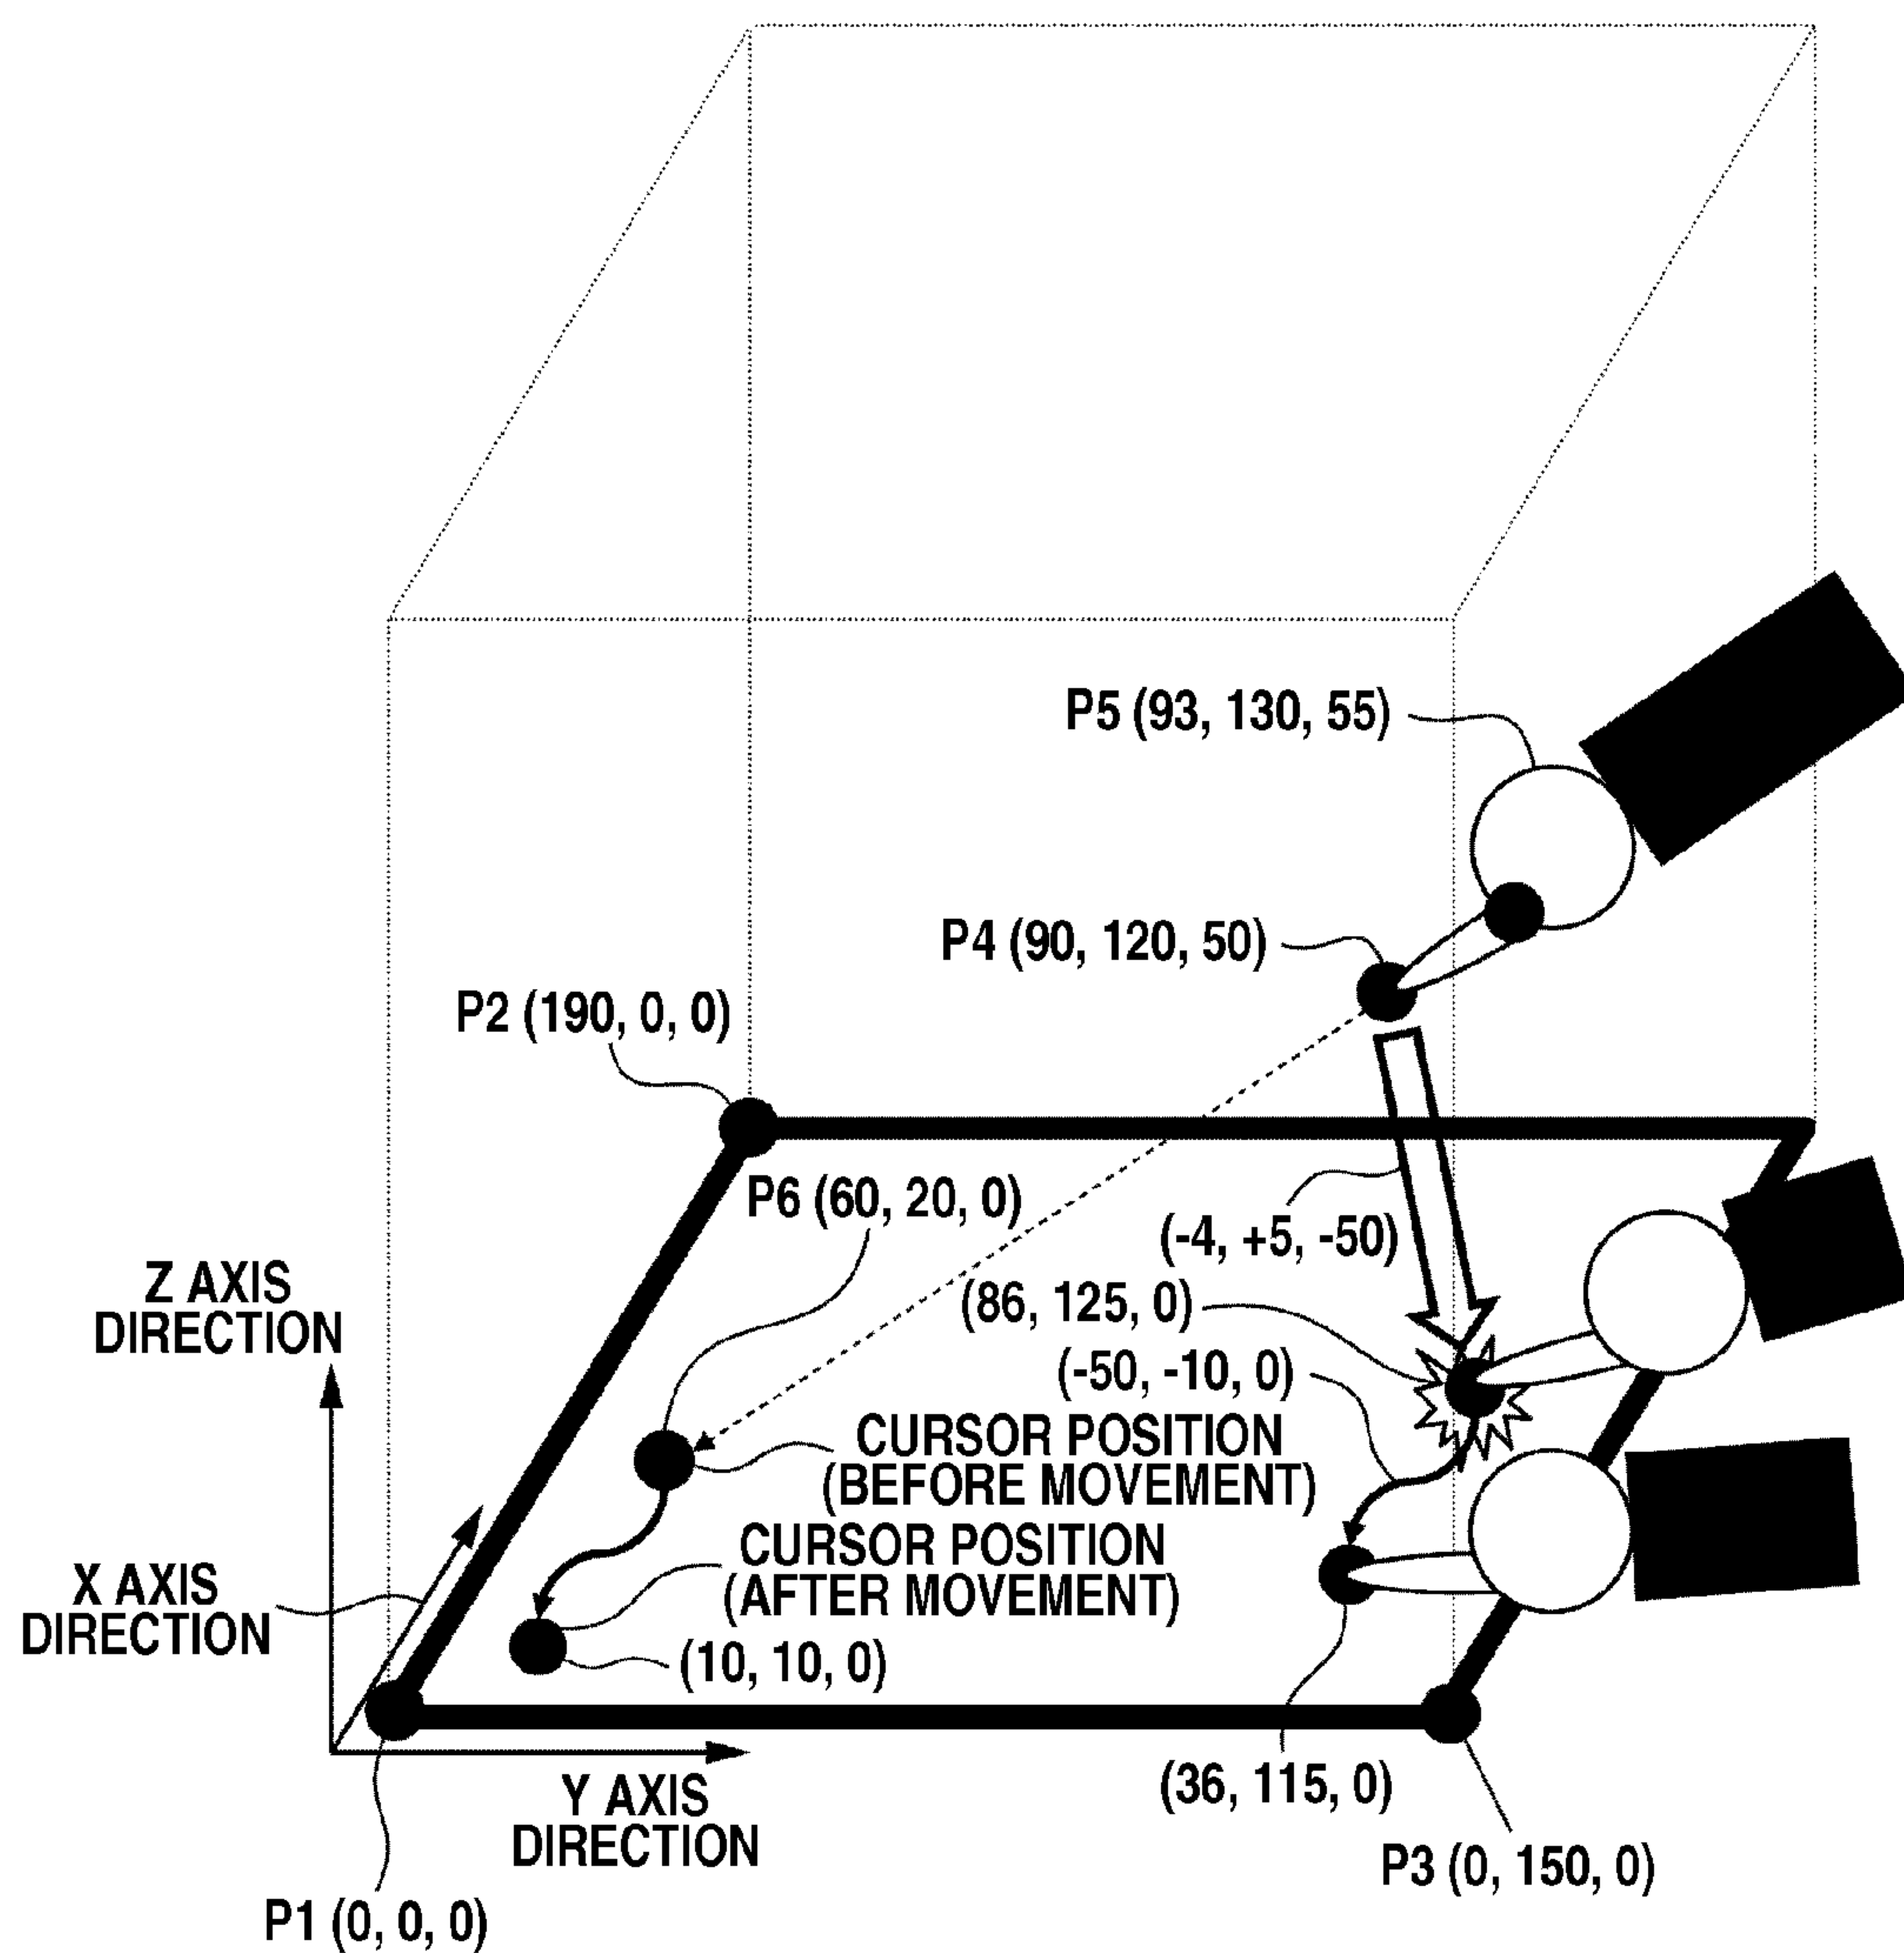 P5 (93, 130, 55)
P4 (90, 120, 50)
P2 (190, 0, 0)
P6 (60, 20, 0)
(-4, +5, -50)
Z AXIS
DIRECTION
(86, 125, 0)
(-50, -10, 0)
CURSOR POSITION
(BEFORE MOVEMENT)
CURSOR POSITION
(AFTER MOVEMENT)
X AXIS
DIRECTION
(10, 10, 0)
(36, 115, 0)
Y AXIS
DIRECTION
P3 (0, 150, 0)
P1 (0, 0, 0)